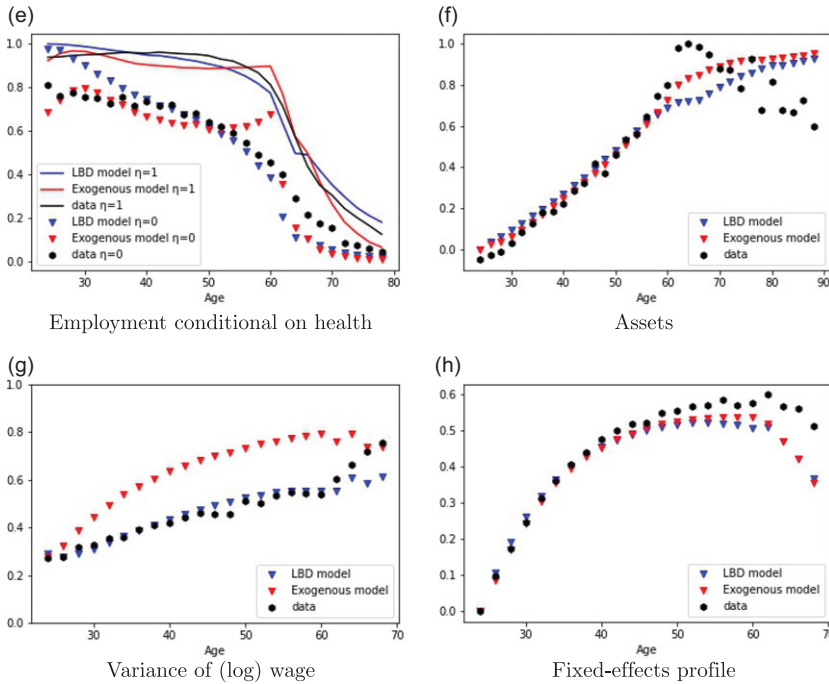 (e)
1.0
0.8
0.6
0.4
0.2
0.0
LBD model η=1
Exogenous model η=1
data η=1
LBD model η=0
Exogenous model η=0
data η=0
30 40 50 60 70 80
Age
Employment conditional on health
(f)
1.0
0.8
0.6
0.4
0.2
0.0
LBD model
Exogenous model
data
30 40 50 60 70 80 90
Age
Assets
(g)
1.0
0.8
0.6
0.4
0.2
0.0
LBD model
Exogenous model
data
30 40 50 60 70
Age
Variance of (log) wage
(h)
0.6
0.5
0.4
0.3
0.2
0.1
0.0
LBD model
Exogenous model
data
30 40 50 60 70
Age
Fixed-effects profile